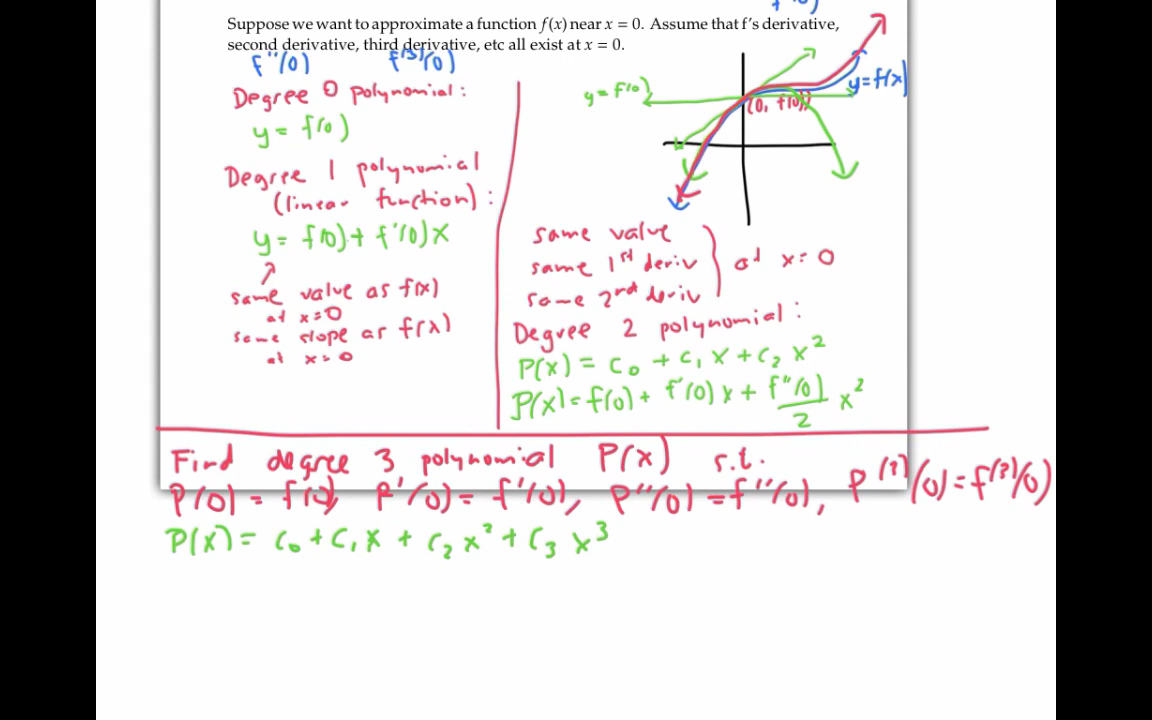 Suppose we want to approximate a function f(x) near x = 0. Assume that f's derivative,
second derivative, third derivative, etc all exist at x = 0.
f''(0) f^(3)(0)
Degree 0 polynomial:
y = f(0)
Degree 1 polynomial
(linear function):
y = f(0) + f'(0)x
same value as f(x)
at x=0
same slope as f(x)
at x=0
y = f(0)
(0, f(0))
y=f(x)
same value
same 1st deriv
same 2nd deriv
at x=0
Degree 2 polynomial:
P(x) = c₀ + c₁x + c₂x²
P(x) = f(0) + f'(0)x + f''(0)/2 x²
Find degree 3 polynomial P(x) s.t.
P(0) = f(0), P'(0) = f'(0), P''(0) = f''(0), P^(3)(0) = f^(3)(0)
P(x) = c₀ + c₁x + c₂x² + c₃x³